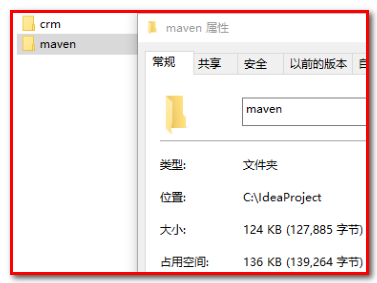 crm
maven
maven 属性
常规 共享 安全 以前的版本
maven
类型: 文件夹
位置: C:\IdeaProject
大小: 124 KB (127,885 字节)
占用空间: 136 KB (139,264 字节)